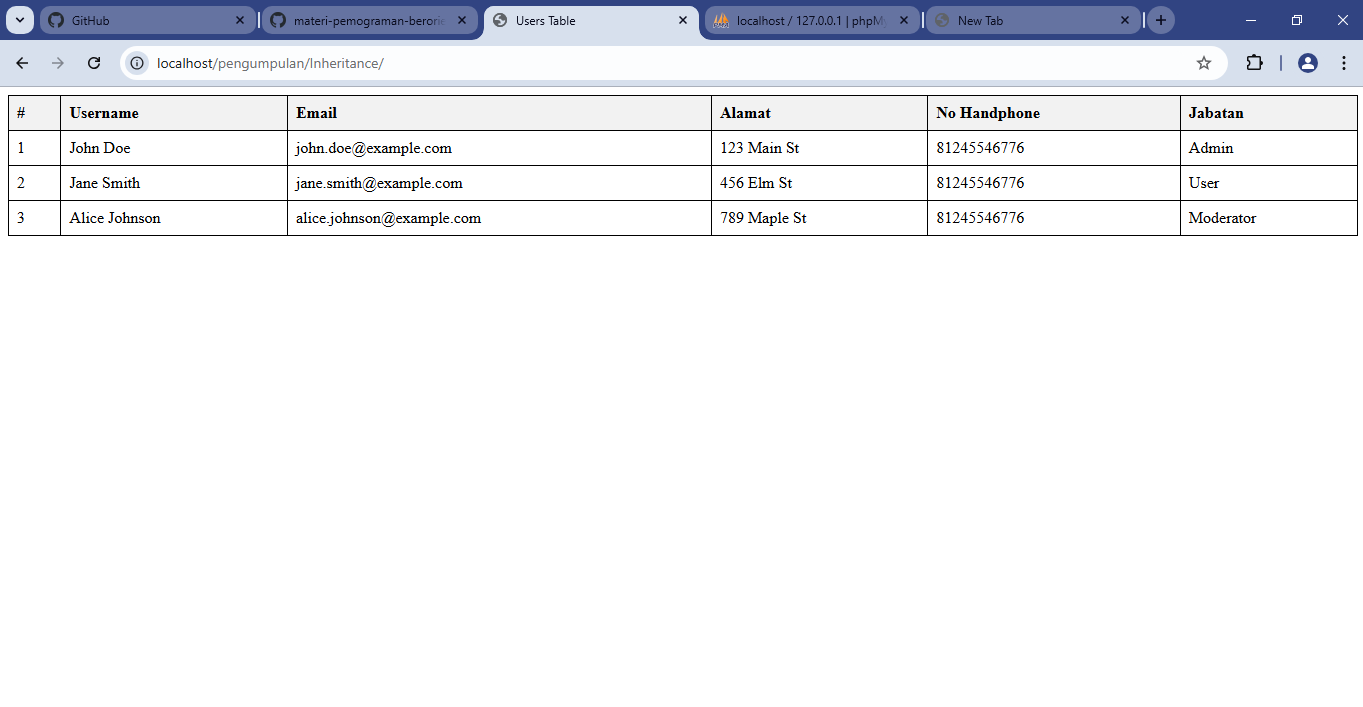 GitHub materi-pemograman-berorie Users Table localhost / 127.0.0.1 | phpMy New Tab
localhost/pengumpulan/Inheritance/
# Username Email Alamat No Handphone Jabatan
1 John Doe john.doe@example.com 123 Main St 81245546776 Admin
2 Jane Smith jane.smith@example.com 456 Elm St 81245546776 User
3 Alice Johnson alice.johnson@example.com 789 Maple St 81245546776 Moderator